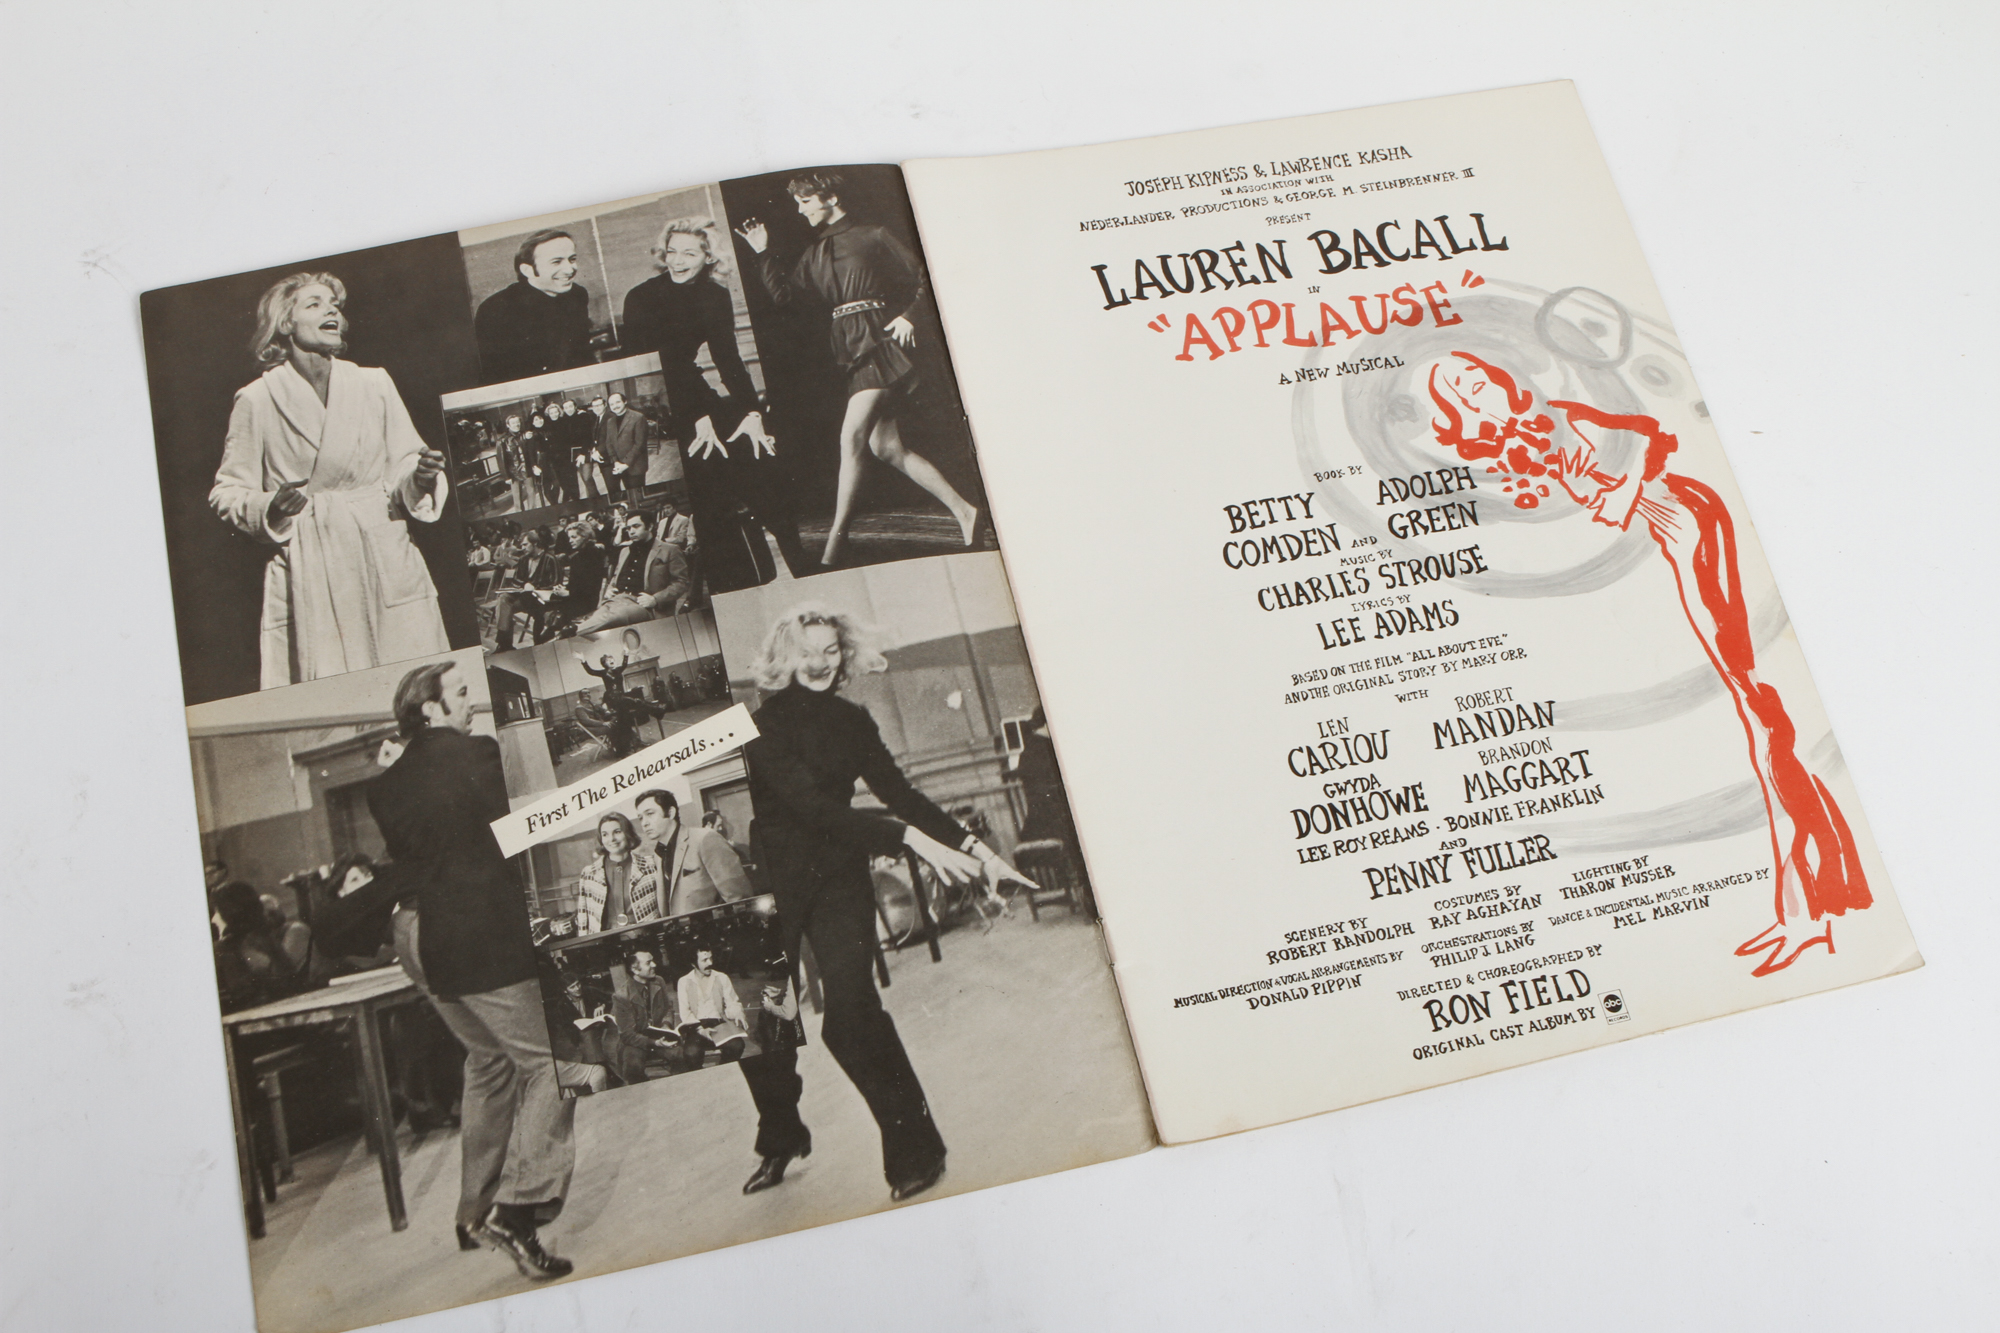 First The Rehearsals...
JOSEPH KIPNESS & LAWRENCE KASHA
IN ASSOCIATION WITH
NEDERLANDER PRODUCTIONS & GEORGE M. STEINBRENNER III
PRESENT
LAUREN BACALL
IN
"APPLAUSE"
A NEW MUSICAL
BOOK BY
BETTY COMDEN AND ADOLPH GREEN
MUSIC BY
CHARLES STROUSE
LYRICS BY
LEE ADAMS
BASED ON THE FILM "ALL ABOUT EVE"
AND THE ORIGINAL STORY BY MARY ORR
WITH
LEN CARIOU
ROBERT MANDAN
GWYDA DONHOWE
BRANDON MAGGART
LEE ROY REAMS · BONNIE FRANKLIN
AND
PENNY FULLER
SCENERY BY
ROBERT RANDOLPH
COSTUMES BY
RAY AGHAYAN
LIGHTING BY
THARON MUSSER
MUSICAL DIRECTION & VOCAL ARRANGEMENTS BY
DONALD PIPPIN
ORCHESTRATIONS BY
PHILIP J. LANG
DANCE & INCIDENTAL MUSIC ARRANGED BY
MEL MARVIN
DIRECTED & CHOREOGRAPHED BY
RON FIELD
ORIGINAL CAST ALBUM BY abc RECORDS